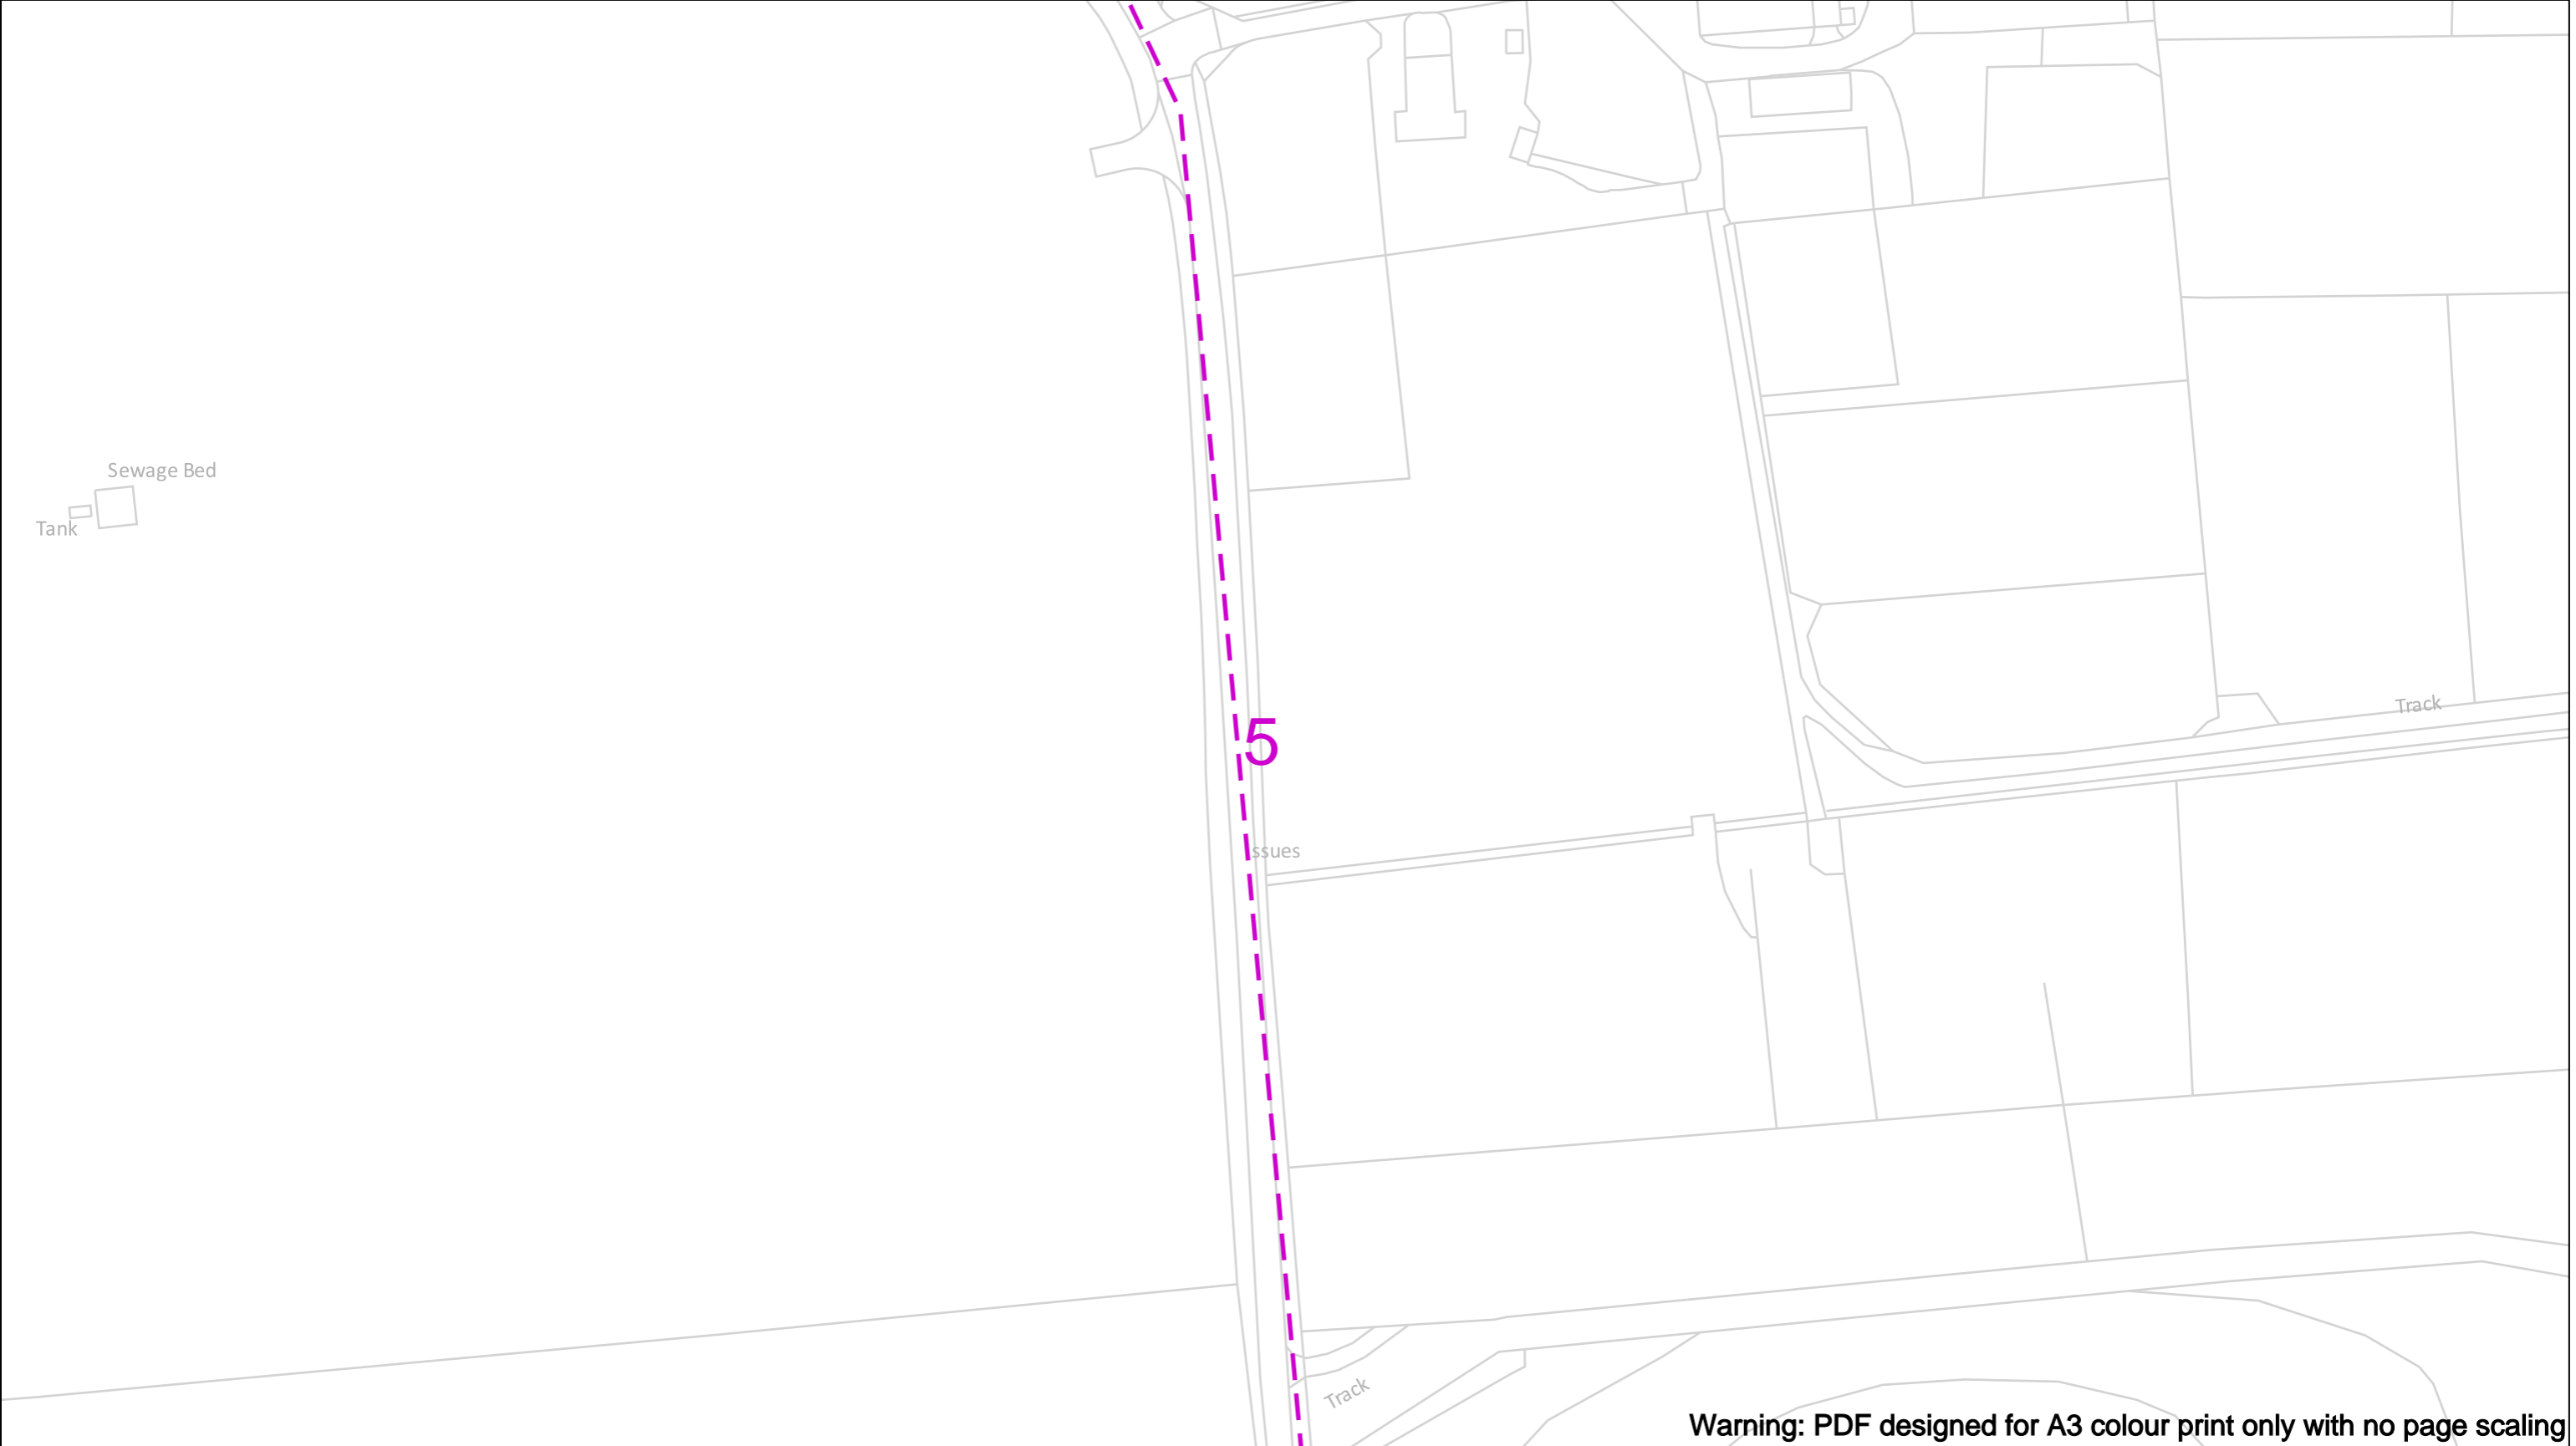 Sewage Bed
Tank
Track
5
ssues
Track
Warning: PDF designed for A3 colour print only with no page scaling